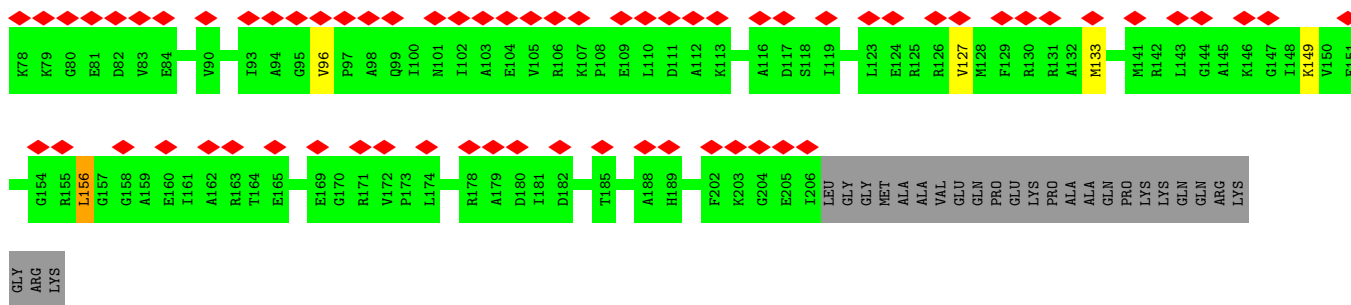 K78 K79 G80 E81 D82 V83 E84 V90 I93 A94 G95 V96 P97 A98 Q99 I100 N101 I102 A103 E104 V105 R106 K107 P108 E109 L110 D111 A112 K113 A116 D117 S118 I119 L123 E124 R125 R126 V127 M128 F129 R130 R131 A132 M133 M141 R142 L143 G144 A145 K146 G147 I148 K149 V150 E151
G154 R155 L156 G157 G158 A159 E160 I161 A162 R163 T164 E165 E169 G170 R171 V172 P173 L174 R178 A179 D180 I181 D182 T185 A188 H189 F202 K203 G204 E205 I206 LEU GLY GLY MET ALA ALA VAL GLU GLN PRO GLU LYS PRO ALA ALA GLN PRO LYS LYS GLN GLN ARG LYS
GLY ARG LYS